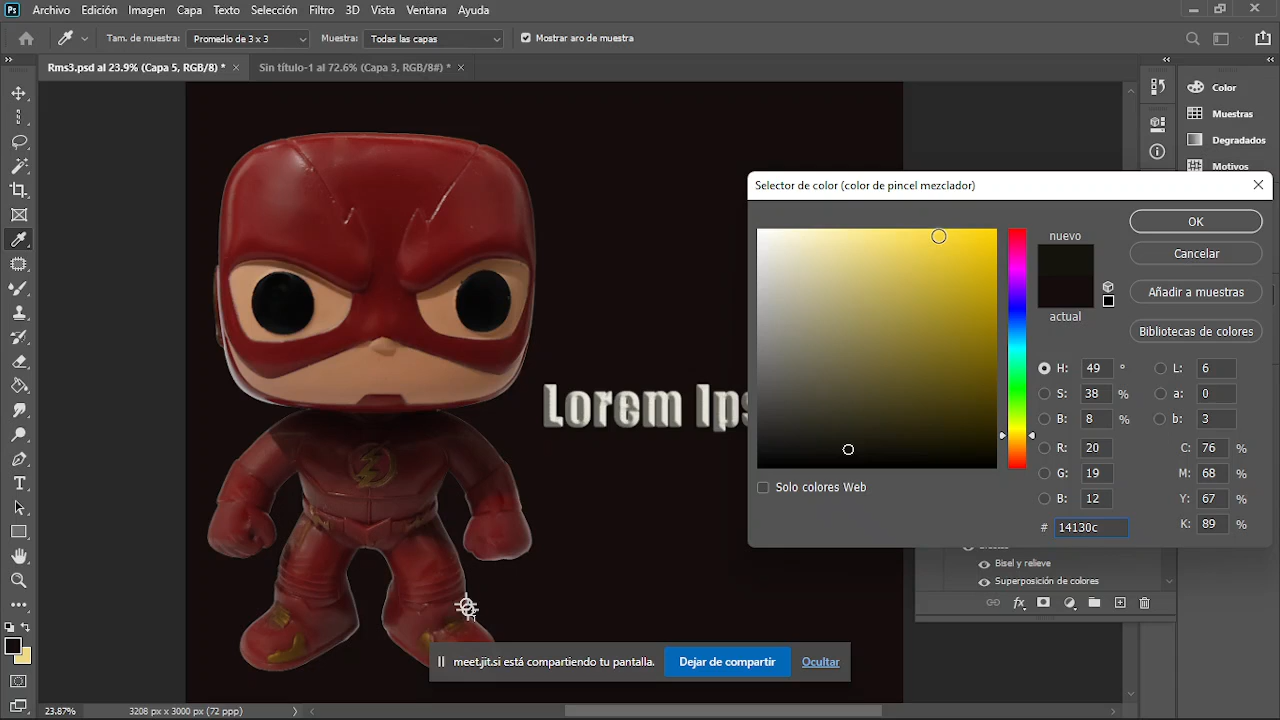 Ps Archivo Edición Imagen Capa Texto Selección Filtro 3D Vista Ventana Ayuda
Tam. de muestra: Promedio de 3 x 3 Muestra: Todas las capas Mostrar aro de muestra
Rms3.psd al 23.9% (Capa 5, RGB/8) * × Sin título-1 al 72.6% (Capa 3, RGB/8#) * ×
Color
Muestras
Degradados
Motivos
Selector de color (color de pincel mezclador)
OK
nuevo
Cancelar
Añadir a muestras
actual
Bibliotecas de colores
H: 49 ° L: 6
S: 38 % a: 0
B: 8 % b: 3
R: 20 C: 76 %
G: 19 M: 68 %
B: 12 Y: 67 %
# 14130c K: 89 %
Solo colores Web
Lorem Ips
Bisel y relieve
Superposición de colores
fx
meet.jit.si está compartiendo tu pantalla. Dejar de compartir Ocultar
23.87% 3208 px x 3000 px (72 ppp)